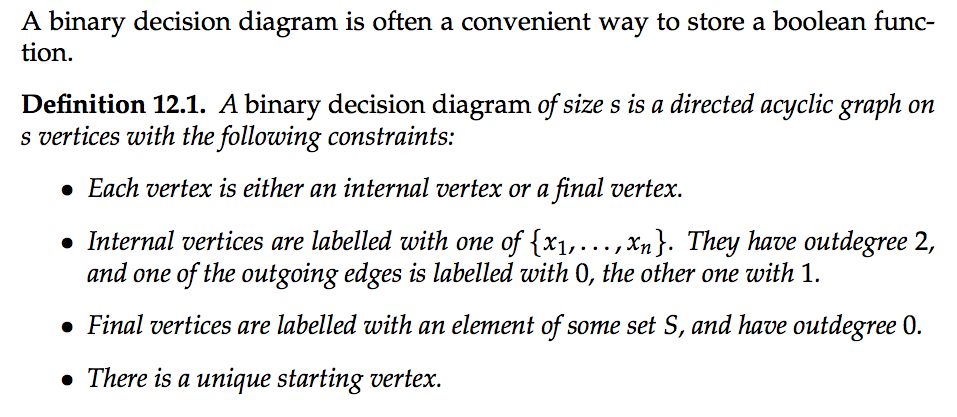 A binary decision diagram is often a convenient way to store a boolean func-
tion.
Definition 12.1. A binary decision diagram of size s is a directed acyclic graph on
s vertices with the following constraints:
• Each vertex is either an internal vertex or a final vertex.
• Internal vertices are labelled with one of {x₁, . . . , xₙ}. They have outdegree 2,
and one of the outgoing edges is labelled with 0, the other one with 1.
• Final vertices are labelled with an element of some set S, and have outdegree 0.
• There is a unique starting vertex.